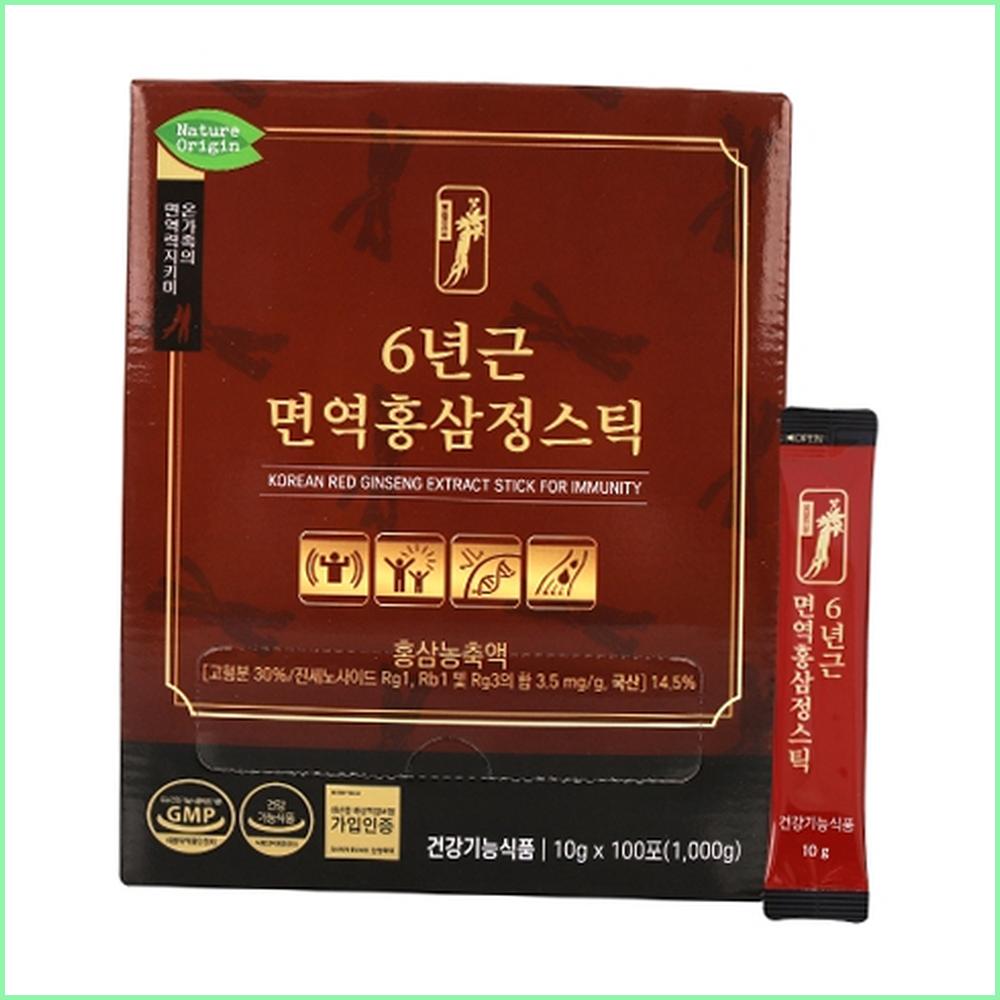 Nature
Origin
온가족의
면역력지키미
6년근
면역홍삼정스틱
KOREAN RED GINSENG EXTRACT STICK FOR IMMUNITY
홍삼농축액
[고형분 30%/진세노사이드 Rg1, Rb1 및 Rg3의 합 3.5 mg/g, 국산] 14.5%
GMP
건강
기능식품
가입인증
건강기능식품 | 10g x 100포(1,000g)
◀OPEN
6년근
면역홍삼정스틱
건강기능식품
10 g